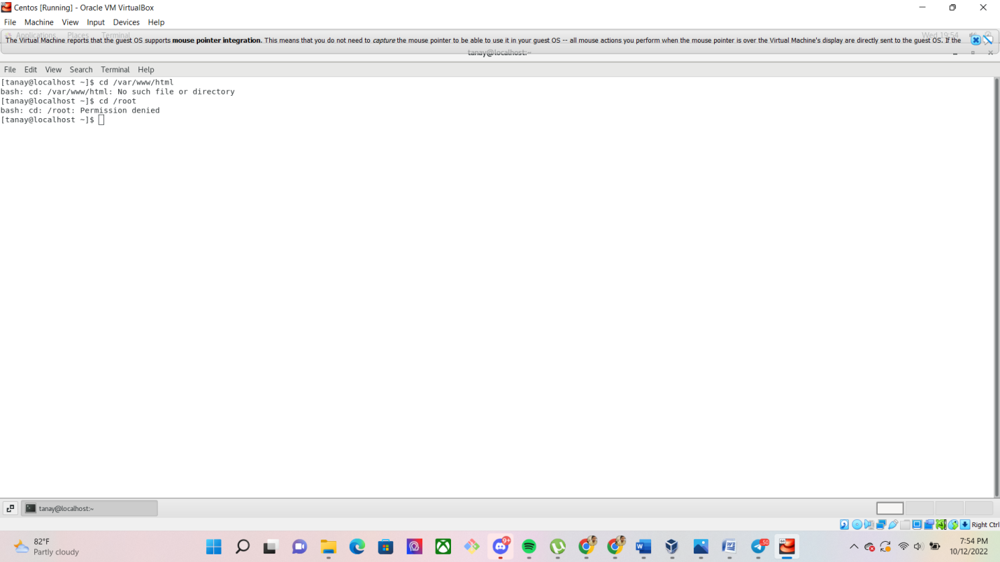 Centos [Running] - Oracle VM VirtualBox
File Machine View Input Devices Help
Applications Places Terminal Wed 19:54
The Virtual Machine reports that the guest OS supports mouse pointer integration. This means that you do not need to capture the mouse pointer to be able to use it in your guest OS -- all mouse actions you perform when the mouse pointer is over the Virtual Machine's display are directly sent to the guest OS. If the
tanay@localhost:~
File Edit View Search Terminal Help
[tanay@localhost ~]$ cd /var/www/html
bash: cd: /var/www/html: No such file or directory
[tanay@localhost ~]$ cd /root
bash: cd: /root: Permission denied
[tanay@localhost ~]$
tanay@localhost:~
Right Ctrl
82°F
Partly cloudy
9+
50
7:54 PM
10/12/2022